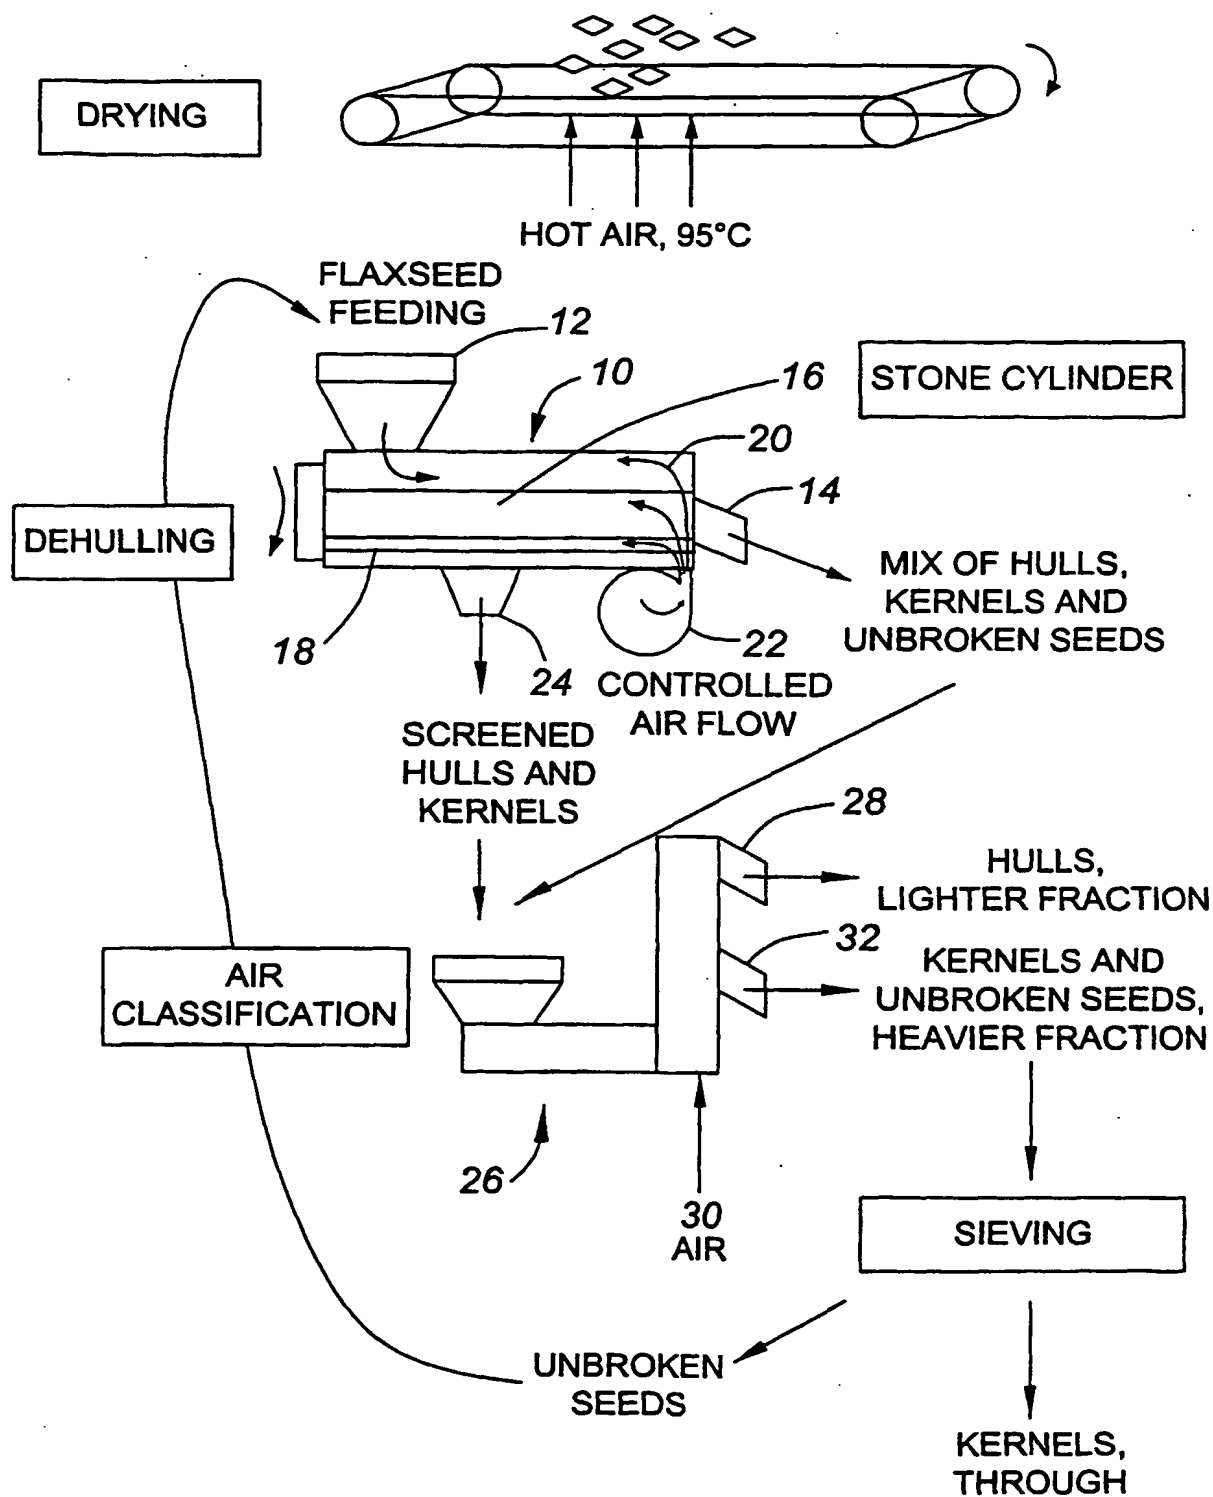 DRYING
HOT AIR, 95°C
FLAXSEED
FEEDING
12
10
16
STONE CYLINDER
20
14
DEHULLING
MIX OF HULLS,
KERNELS AND
UNBROKEN SEEDS
18
24
22
CONTROLLED
AIR FLOW
SCREENED
HULLS AND
KERNELS
28
HULLS,
LIGHTER FRACTION
32
AIR
CLASSIFICATION
KERNELS AND
UNBROKEN SEEDS,
HEAVIER FRACTION
26
30
AIR
SIEVING
UNBROKEN
SEEDS
KERNELS,
THROUGH